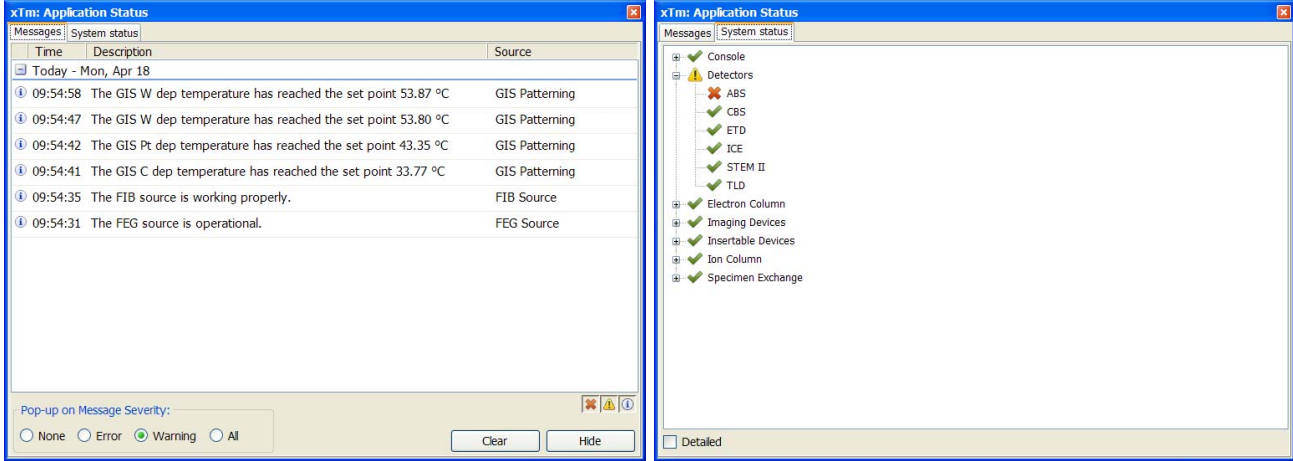 xTm: Application Status
Messages System status
Time Description Source
Today - Mon, Apr 18
09:54:58 The GIS W dep temperature has reached the set point 53.87 °C GIS Patterning
09:54:47 The GIS W dep temperature has reached the set point 53.80 °C GIS Patterning
09:54:42 The GIS Pt dep temperature has reached the set point 43.35 °C GIS Patterning
09:54:41 The GIS C dep temperature has reached the set point 33.77 °C GIS Patterning
09:54:35 The FIB source is working properly. FIB Source
09:54:31 The FEG source is operational. FEG Source
Pop-up on Message Severity:
None Error Warning All
Clear Hide
xTm: Application Status
Messages System status
Console
Detectors
ABS
CBS
ETD
ICE
STEM II
TLD
Electron Column
Imaging Devices
Insertable Devices
Ion Column
Specimen Exchange
Detailed